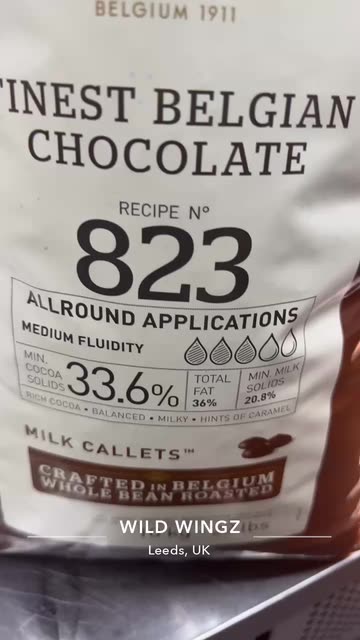 BELGIUM 1911
FINEST BELGIAN
CHOCOLATE
RECIPE Nº
823
ALLROUND APPLICATIONS
MEDIUM FLUIDITY
MIN.
COCOA
SOLIDS
33.6%
TOTAL
FAT
36%
MIN. MILK
SOLIDS
20.8%
RICH COCOA • BALANCED • MILKY • HINTS OF CARAMEL
MILK CALLETS™
CRAFTED IN BELGIUM
WHOLE BEAN ROASTED
lbs
WILD WINGZ
Leeds, UK